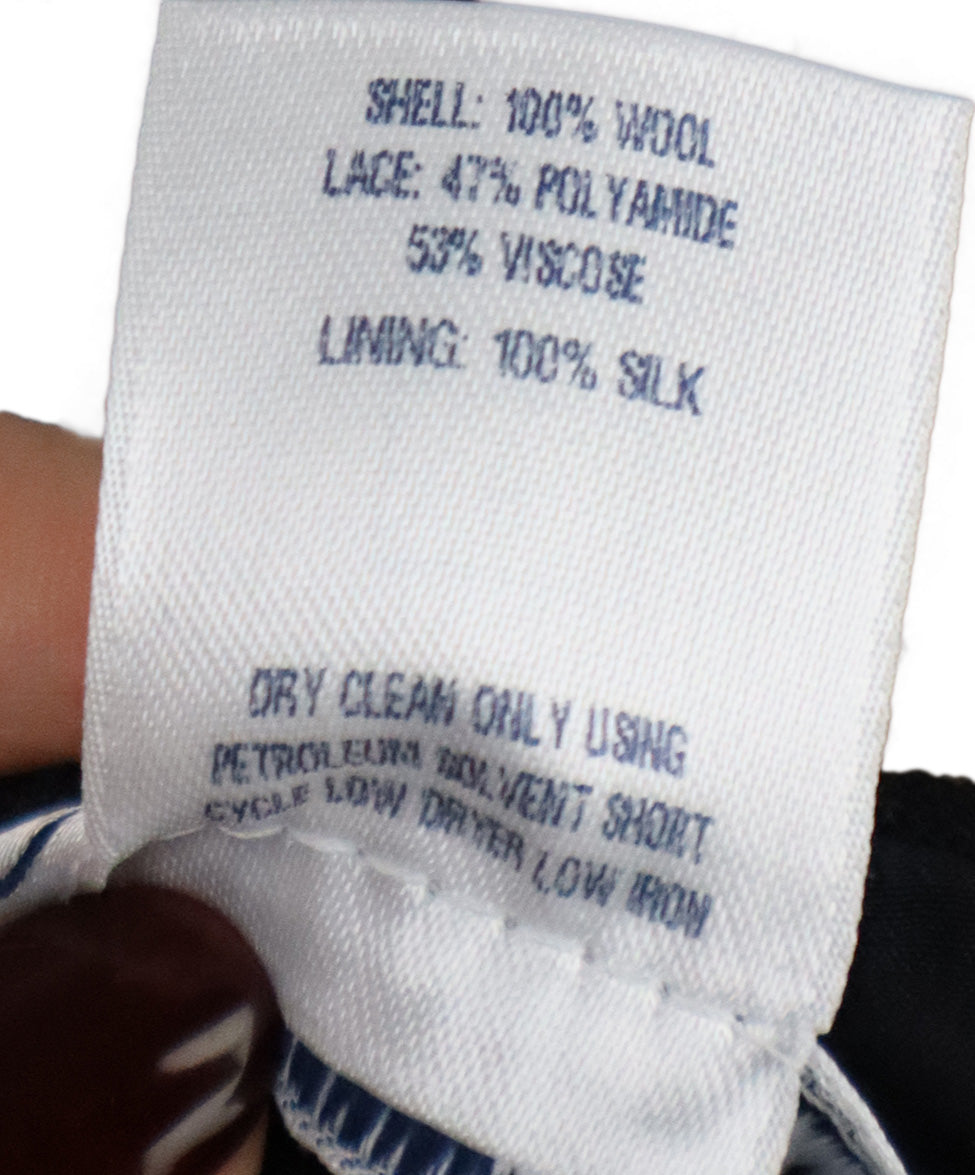 SHELL: 100% WOOL
LACE: 47% POLYAMIDE
53% VISCOSE
LINING: 100% SILK
DRY CLEAN ONLY USING
PETROLEUM SOLVENT SHORT
CYCLE LOW DRYER LOW IRON